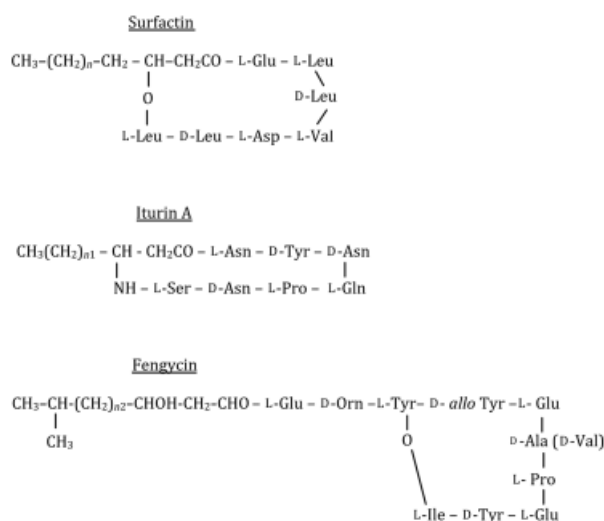 Surfactin
CH₃–(CH₂)ₙ–CH₂ – CH–CH₂CO – L-Glu – L-Leu
O
D-Leu
L-Leu – D-Leu – L-Asp – L-Val
Iturin A
CH₃(CH₂)ₙ₁ – CH - CH₂CO – L-Asn – D-Tyr – D-Asn
NH – L-Ser – D-Asn – L-Pro – L-Gln
Fengycin
CH₃–CH-(CH₂)ₙ₂–CHOH-CH₂-CHO – L-Glu – D-Orn – L-Tyr– D- allo Tyr –L- Glu
CH₃
O
D-Ala (D-Val)
L- Pro
L-Ile – D-Tyr – L-Glu